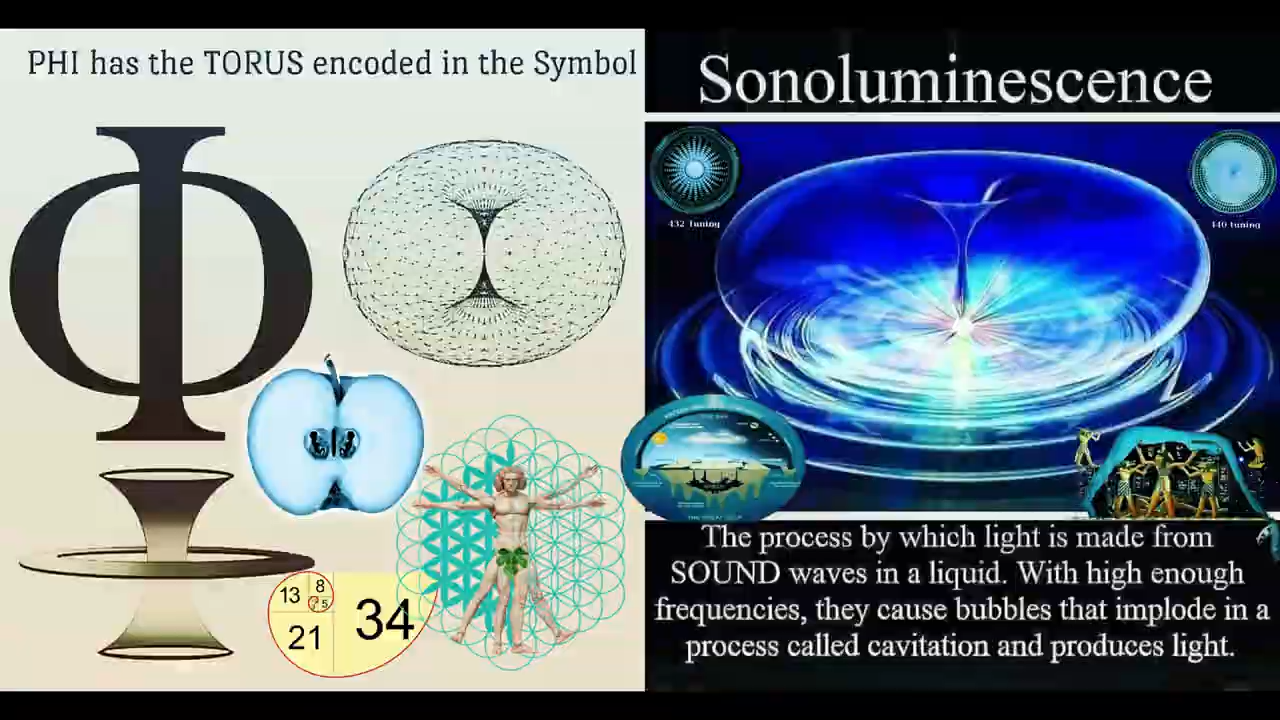 PHI has the TORUS encoded in the Symbol
Φ
13
8
5
21
34
Sonoluminescence
432 Tuning
440 tuning
The process by which light is made from
SOUND waves in a liquid. With high enough
frequencies, they cause bubbles that implode in a
process called cavitation and produces light.